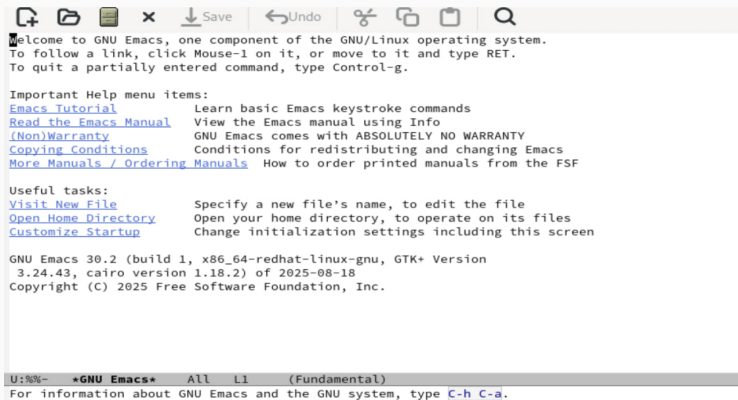 Save Undo
Welcome to GNU Emacs, one component of the GNU/Linux operating system.
To follow a link, click Mouse-1 on it, or move to it and type RET.
To quit a partially entered command, type Control-g.
Important Help menu items:
Emacs Tutorial Learn basic Emacs keystroke commands
Read the Emacs Manual View the Emacs manual using Info
(Non)Warranty GNU Emacs comes with ABSOLUTELY NO WARRANTY
Copying Conditions Conditions for redistributing and changing Emacs
More Manuals / Ordering Manuals How to order printed manuals from the FSF
Useful tasks:
Visit New File Specify a new file’s name, to edit the file
Open Home Directory Open your home directory, to operate on its files
Customize Startup Change initialization settings including this screen
GNU Emacs 30.2 (build 1, x86_64-redhat-linux-gnu, GTK+ Version
3.24.43, cairo version 1.18.2) of 2025-08-18
Copyright (C) 2025 Free Software Foundation, Inc.
U:%%- *GNU Emacs* All L1 (Fundamental)
For information about GNU Emacs and the GNU system, type C-h C-a.